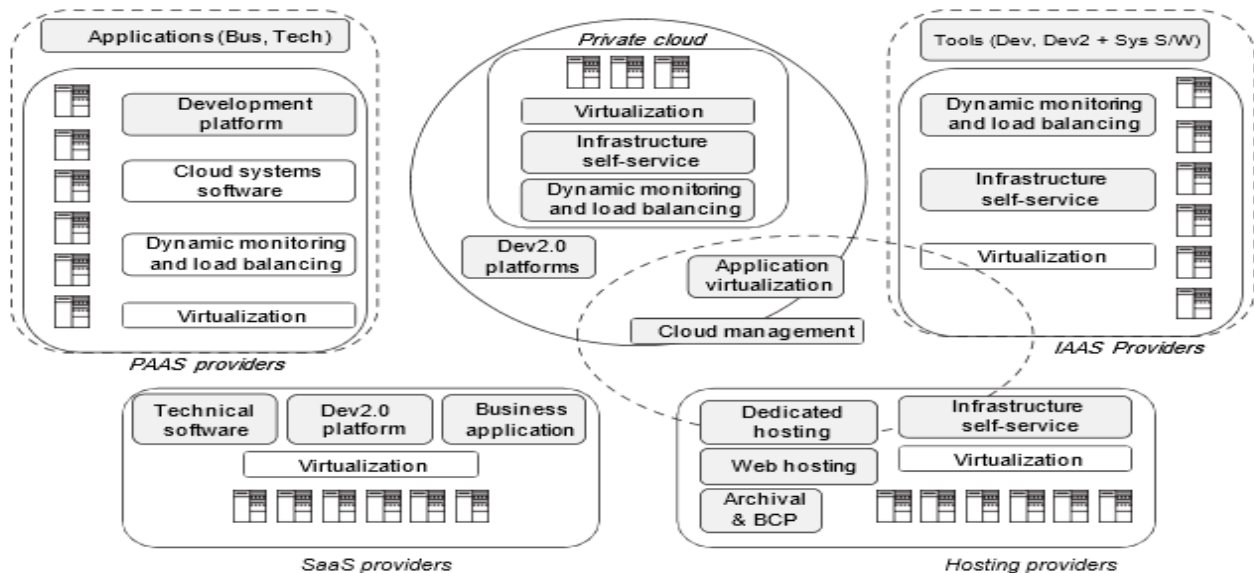 Applications (Bus, Tech)
Development
platform
Cloud systems
software
Dynamic monitoring
and load balancing
Virtualization
PAAS providers
Private cloud
Virtualization
Infrastructure
self-service
Dynamic monitoring
and load balancing
Dev2.0
platforms
Application
virtualization
Cloud management
Tools (Dev, Dev2 + Sys S/W)
Dynamic monitoring
and load balancing
Infrastructure
self-service
Virtualization
IAAS Providers
Technical
software
Dev2.0
platform
Business
application
Virtualization
SaaS providers
Dedicated
hosting
Web hosting
Archival
& BCP
Infrastructure
self-service
Virtualization
Hosting providers